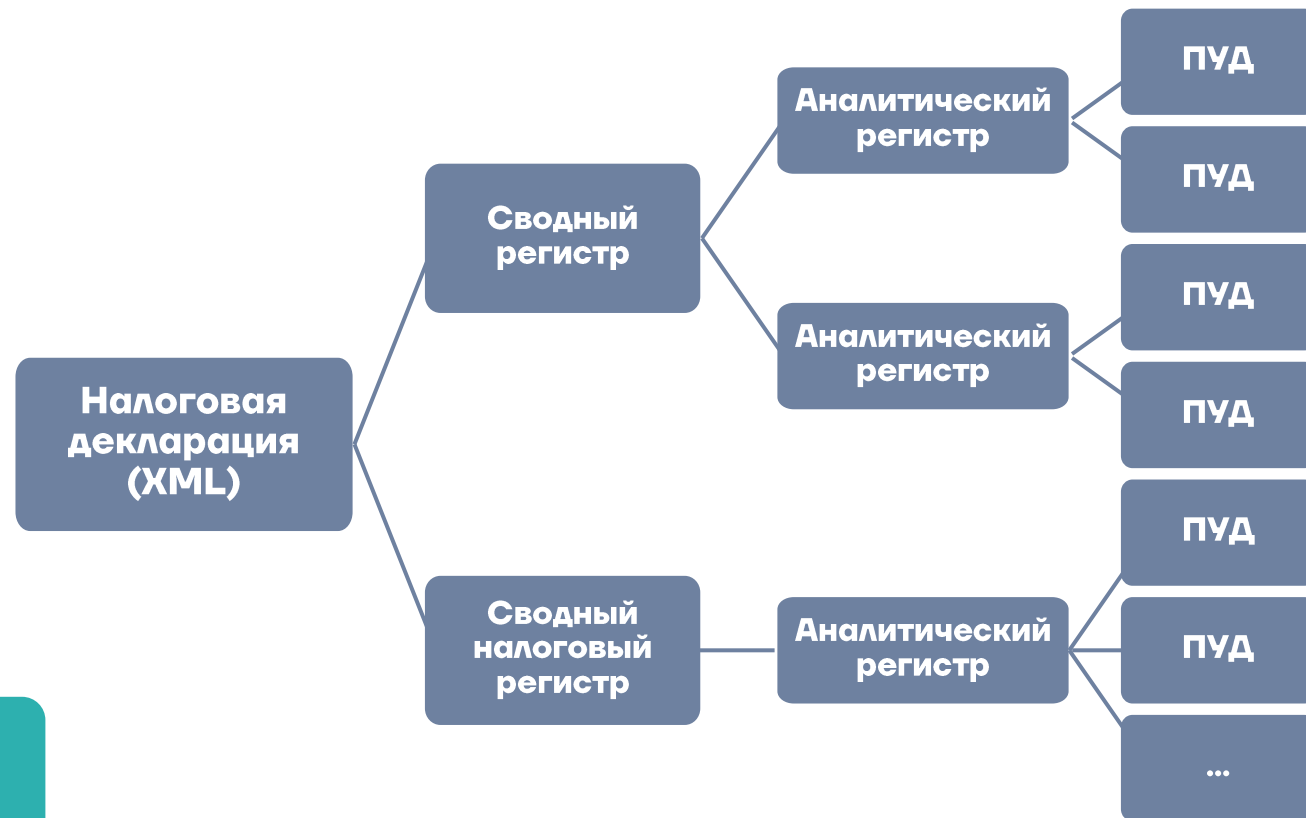 Налоговая
декларация
(XML)
Сводный
регистр
Сводный
налоговый
регистр
Аналитический
регистр
Аналитический
регистр
Аналитический
регистр
ПУД
ПУД
ПУД
ПУД
ПУД
ПУД
...